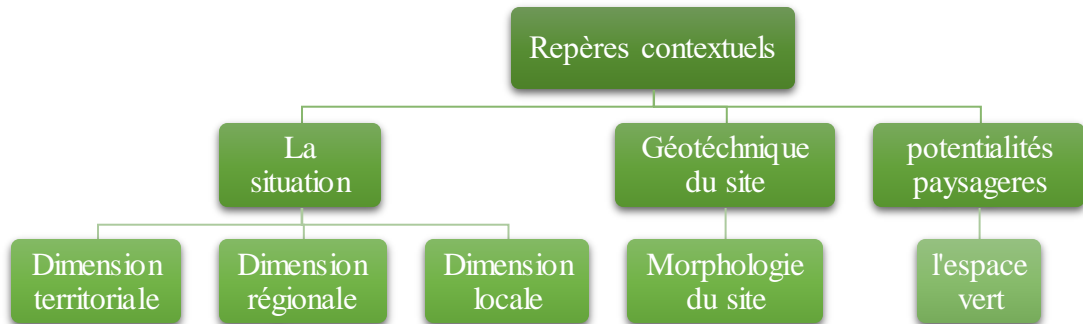 Repères contextuels
La
situation
Géotéchnique
du site
potentialités
paysageres
Dimension
territoriale
Dimension
régionale
Dimension
locale
Morphologie
du site
l'espace
vert